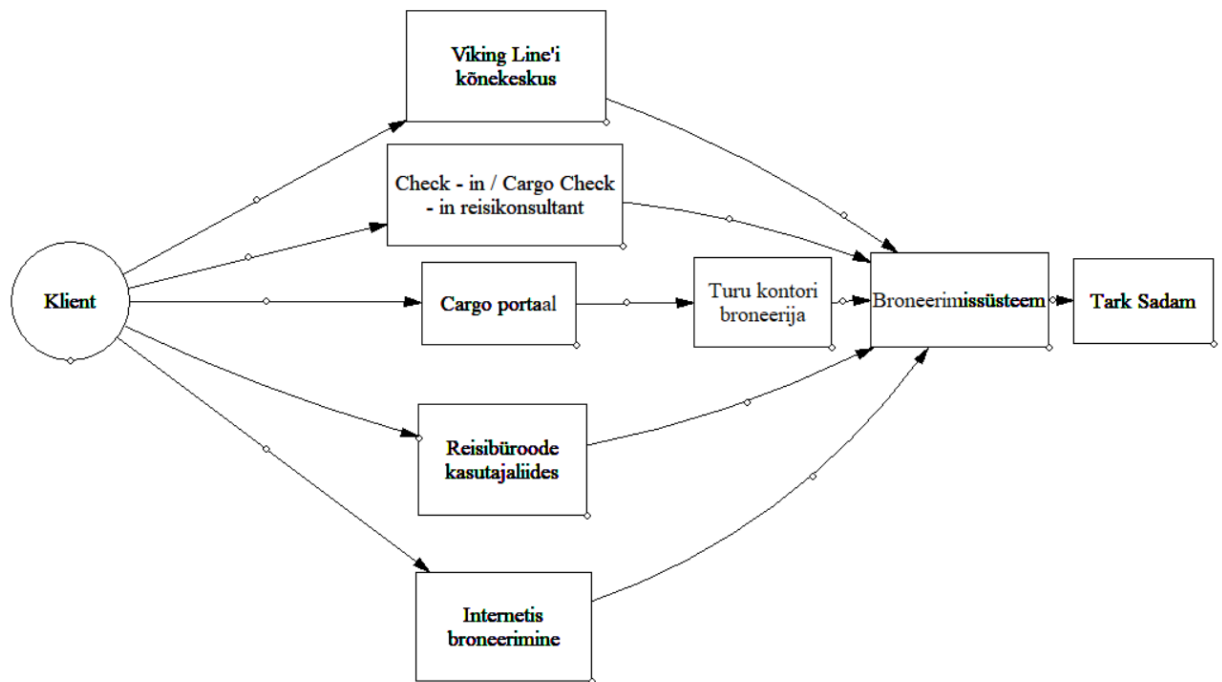 Viking Line'i
kõnekeskus
Check - in / Cargo Check
- in reisikonsultant
Klient
Cargo portaal
Turu kontori
broneerija
Broneerimissüsteem
Tark Sadam
Reisibüroode
kasutajaliides
Internetis
broneerimine